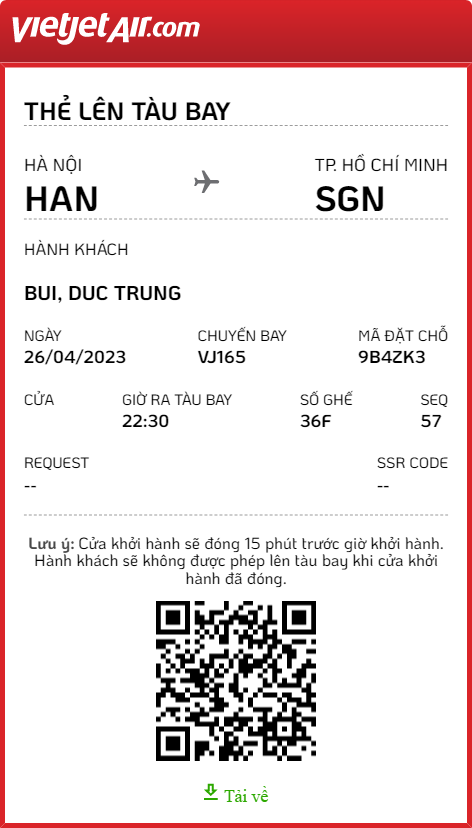 vietjetAir.com
THẺ LÊN TÀU BAY
HÀ NỘI TP. HỒ CHÍ MINH
HAN SGN
HÀNH KHÁCH
BUI, DUC TRUNG
NGÀY CHUYẾN BAY MÃ ĐẶT CHỖ
26/04/2023 VJ165 9B4ZK3
CỬA GIỜ RA TÀU BAY SỐ GHẾ SEQ
22:30 36F 57
REQUEST SSR CODE
-- --
Lưu ý: Cửa khởi hành sẽ đóng 15 phút trước giờ khởi hành.
Hành khách sẽ không được phép lên tàu bay khi cửa khởi
hành đã đóng.
Tải về